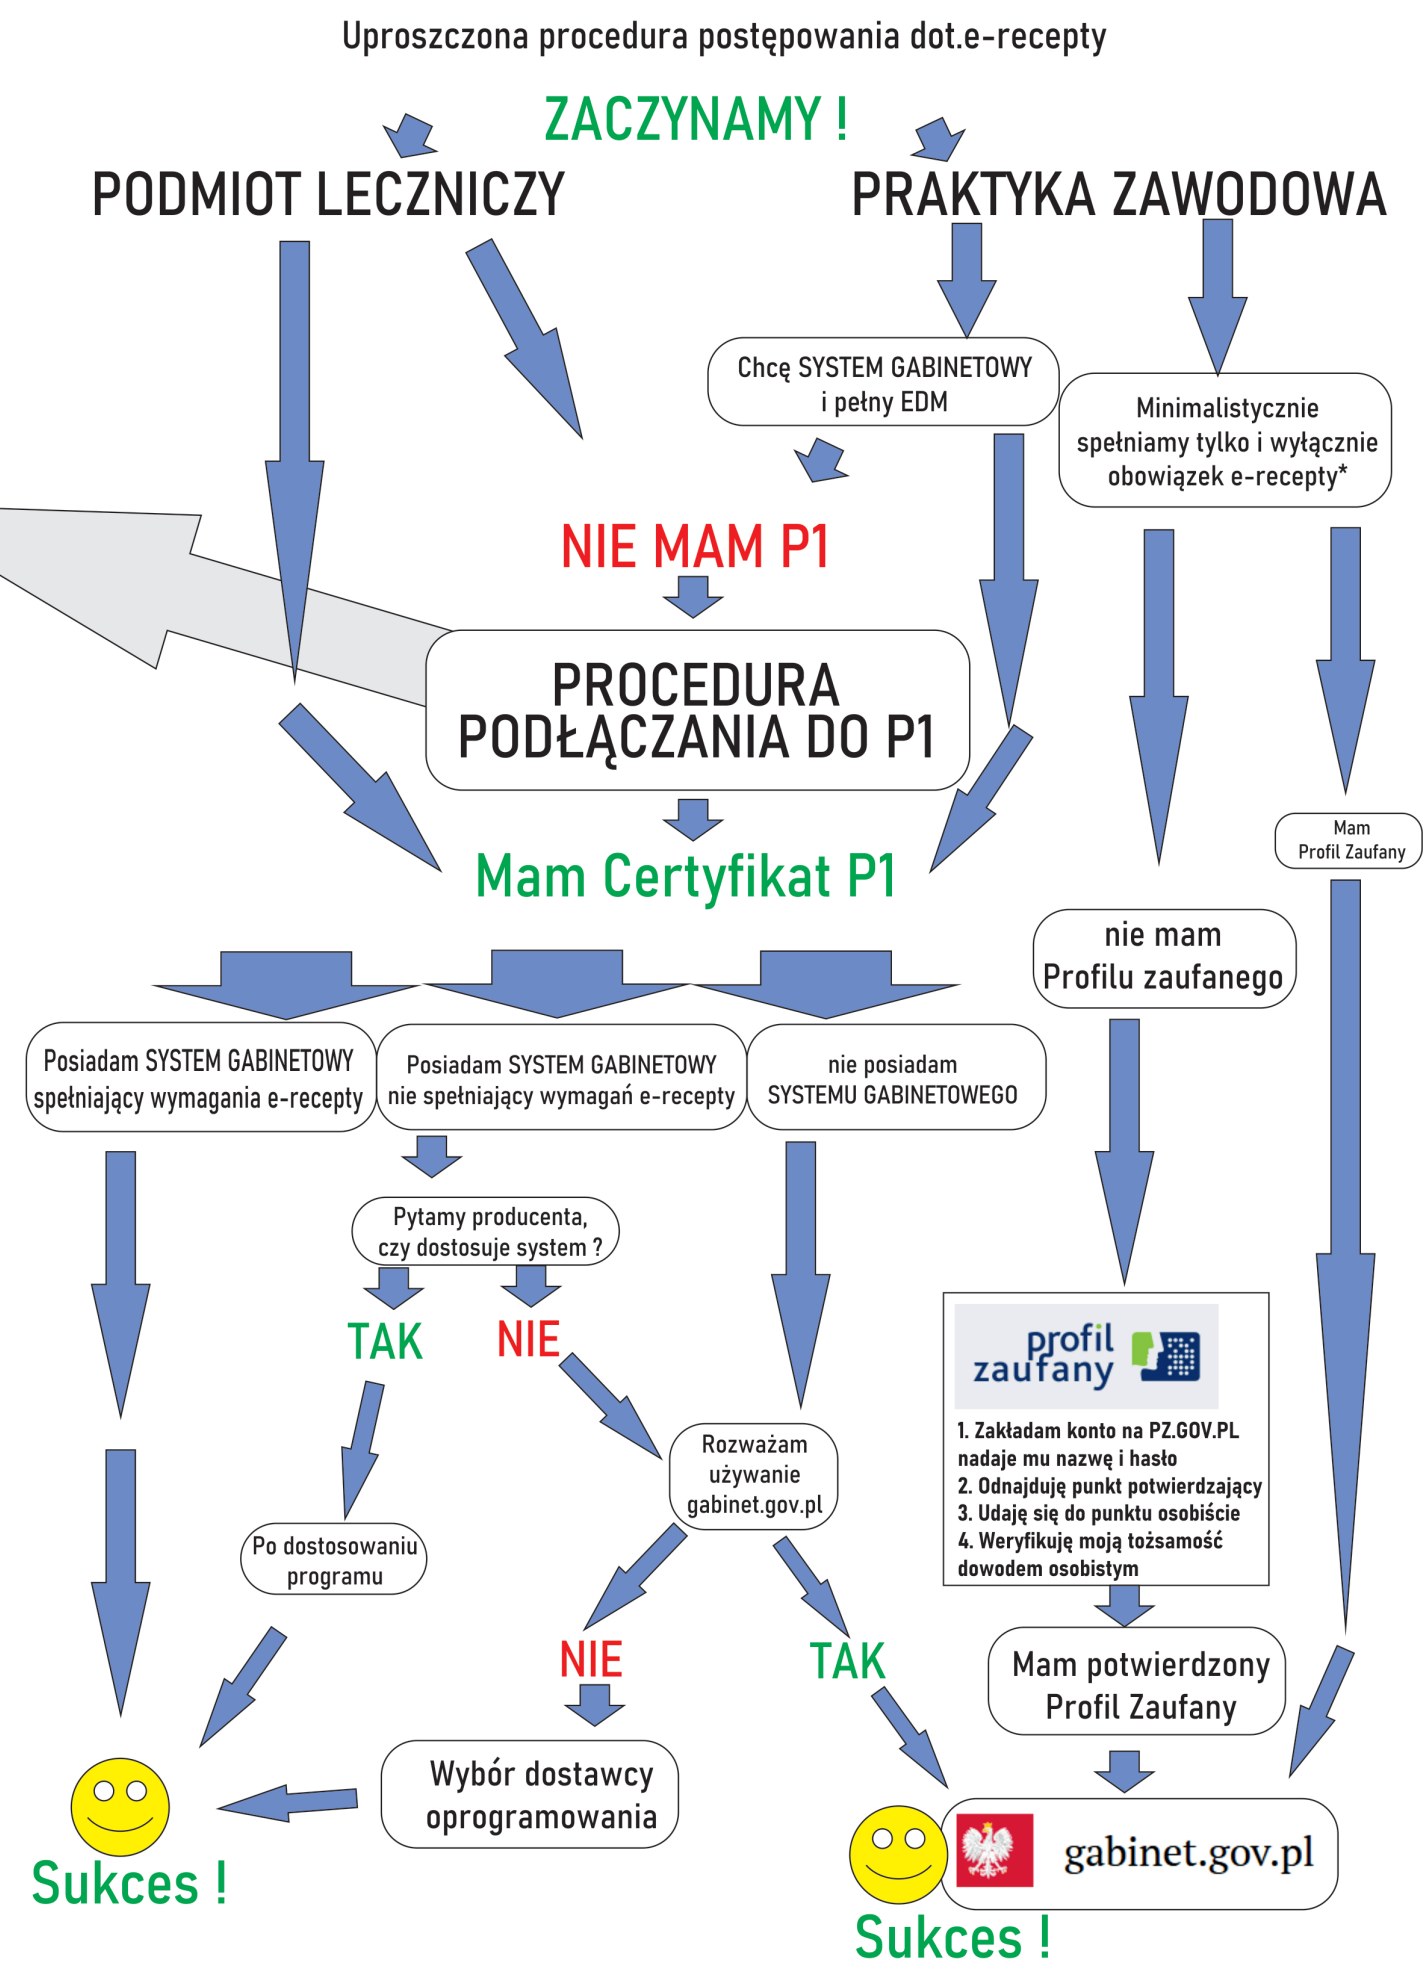 Uproszczona procedura postępowania dot.e-recepty
ZACZYNAMY !
PODMIOT LECZNICZY
PRAKTYKA ZAWODOWA
Chcę SYSTEM GABINETOWY
i pełny EDM
Minimalistycznie
spełniamy tylko i wyłącznie
obowiązek e-recepty*
NIE MAM P1
PROCEDURA
PODŁĄCZANIA DO P1
Mam Certyfikat P1
Mam
Profil Zaufany
nie mam
Profilu zaufanego
Posiadam SYSTEM GABINETOWY
spełniający wymagania e-recepty
Posiadam SYSTEM GABINETOWY
nie spełniający wymagań e-recepty
nie posiadam
SYSTEMU GABINETOWEGO
Pytamy producenta,
czy dostosuje system ?
TAK
NIE
profil
zaufany
1. Zakładam konto na PZ.GOV.PL
nadaje mu nazwę i hasło
2. Odnajduję punkt potwierdzający
3. Udaję się do punktu osobiście
4. Weryfikuję moją tożsamość
dowodem osobistym
Rozważam
używanie
gabinet.gov.pl
Po dostosowaniu
programu
NIE
TAK
Mam potwierdzony
Profil Zaufany
Wybór dostawcy
oprogramowania
gabinet.gov.pl
Sukces !
Sukces !